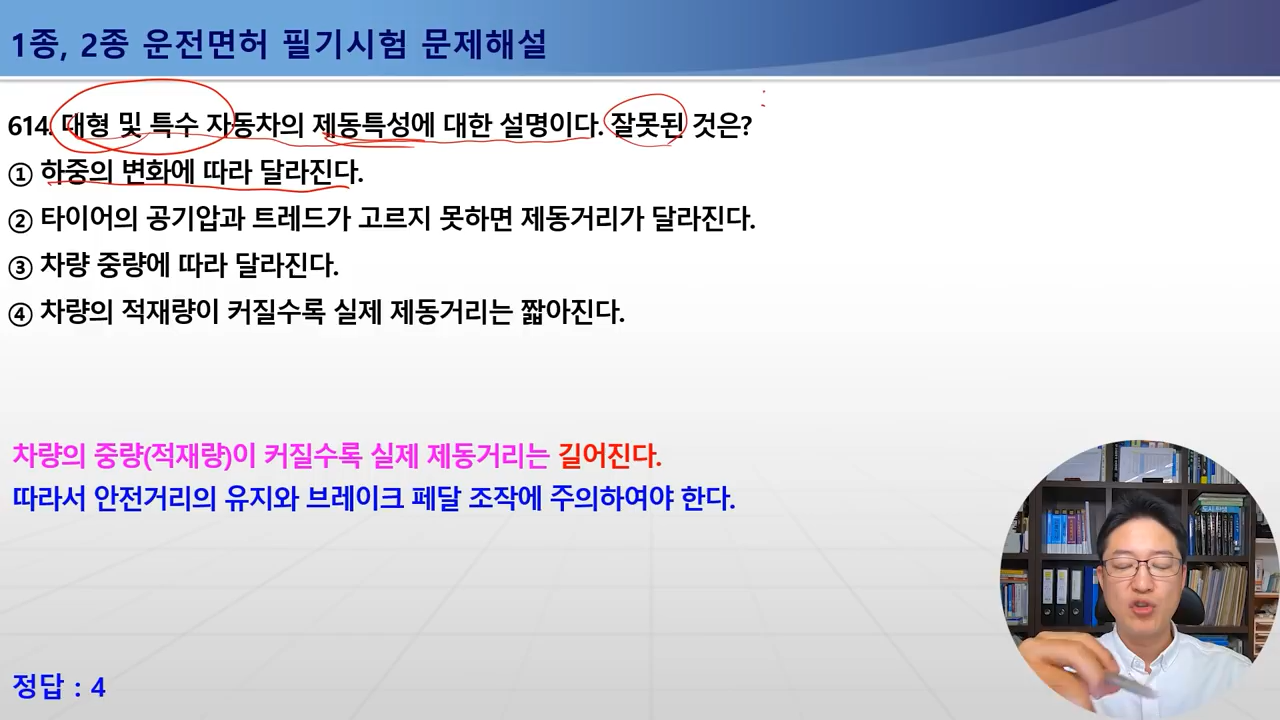 1종, 2종 운전면허 필기시험 문제해설
614. 대형 및 특수 자동차의 제동특성에 대한 설명이다. 잘못된 것은?
① 하중의 변화에 따라 달라진다.
② 타이어의 공기압과 트레드가 고르지 못하면 제동거리가 달라진다.
③ 차량 중량에 따라 달라진다.
④ 차량의 적재량이 커질수록 실제 제동거리는 짧아진다.
차량의 중량(적재량)이 커질수록 실제 제동거리는 길어진다.
따라서 안전거리의 유지와 브레이크 페달 조작에 주의하여야 한다.
정답 : 4